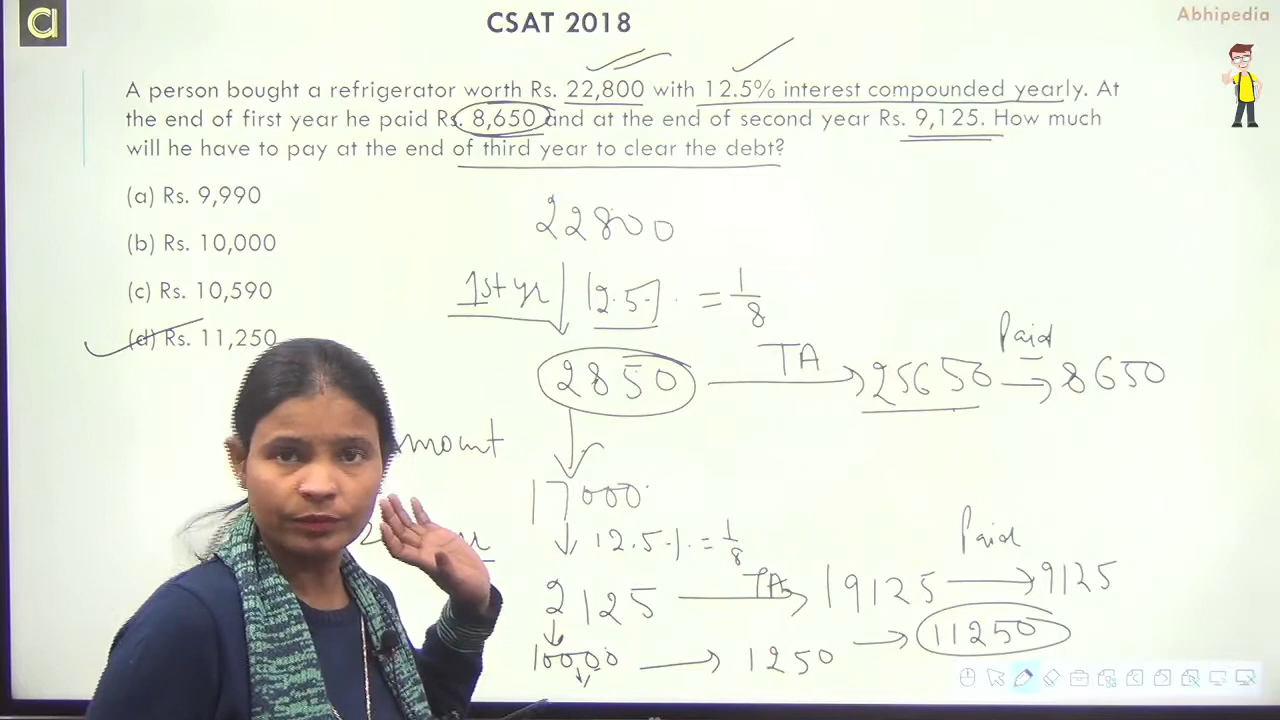 a
CSAT 2018
Abhipedia
A person bought a refrigerator worth Rs. 22,800 with 12.5% interest compounded yearly. At
the end of first year he paid Rs. 8,650 and at the end of second year Rs. 9,125. How much
will he have to pay at the end of third year to clear the debt?
(a) Rs. 9,990
(b) Rs. 10,000
(c) Rs. 10,590
(d) Rs. 11,250
22800
1st yr 12.5% = 1/8
2850 TA 25650 Paid 8650
mount
17000
12.5% = 1/8
2125 TA 19125 Paid 9125
10000 1250 11250